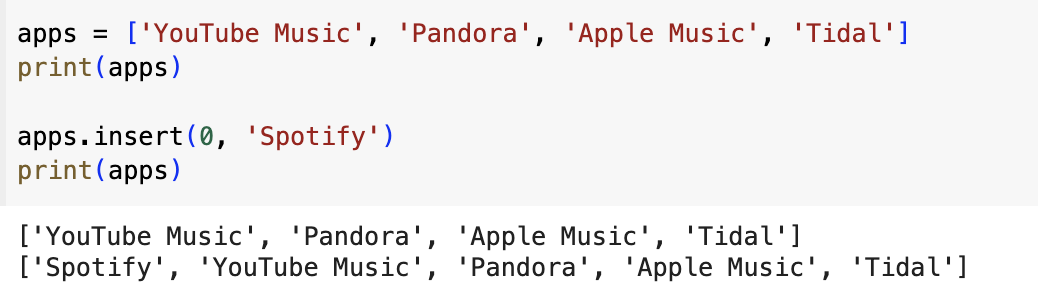 apps = ['YouTube Music', 'Pandora', 'Apple Music', 'Tidal']
print(apps)
apps.insert(0, 'Spotify')
print(apps)
['YouTube Music', 'Pandora', 'Apple Music', 'Tidal']
['Spotify', 'YouTube Music', 'Pandora', 'Apple Music', 'Tidal']